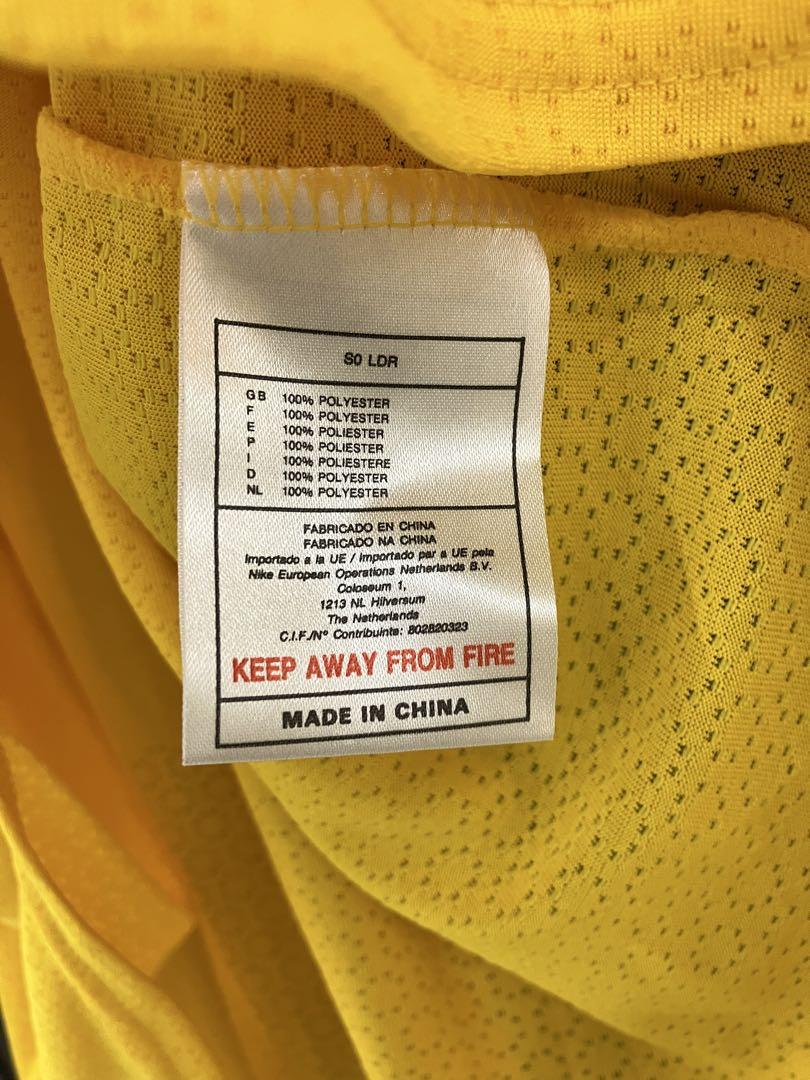 S0 LDR
GB 100% POLYESTER
F 100% POLYESTER
E 100% POLIESTER
P 100% POLIESTER
I 100% POLIESTERE
D 100% POLYESTER
NL 100% POLYESTER
FABRICADO EN CHINA
FABRICADO NA CHINA
Importado a la UE / Importado par a UE pela
Nike European Operations Netherlands B.V.
Coloseum 1,
1213 NL Hilversum
The Netherlands
C.I.F./Nº Contribuinte: 802820323
KEEP AWAY FROM FIRE
MADE IN CHINA